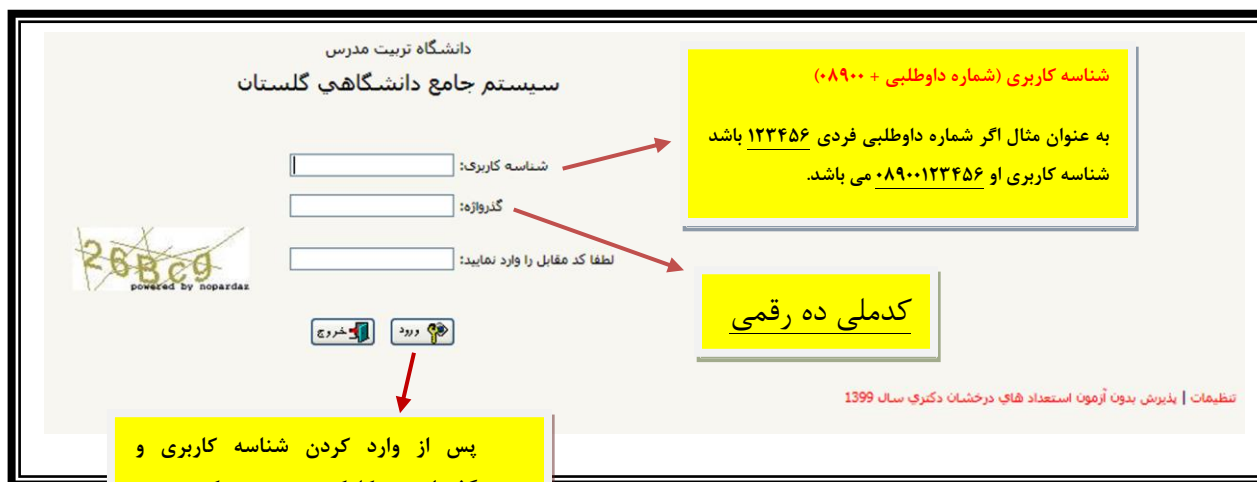 دانشگاه تربیت مدرس
سیستم جامع دانشگاهي گلستان
شناسه کاربری (شماره داوطلبی + ۰۸۹۰۰)
به عنوان مثال اگر شماره داوطلبی فردی ۱۲۳۴۵۶ باشد
شناسه کاربری او ۰۸۹۰۰۱۲۳۴۵۶ می باشد.
شناسه کاربری:
گذرواژه:
لطفا کد مقابل را وارد نمایید:
26Bcg
powered by nopardaz
کدملی ده رقمی
ورود
خروج
تنظیمات | پذیرش بدون آزمون استعداد هاي درخشان دکتري سال 1399
پس از وارد کردن شناسه کاربری و